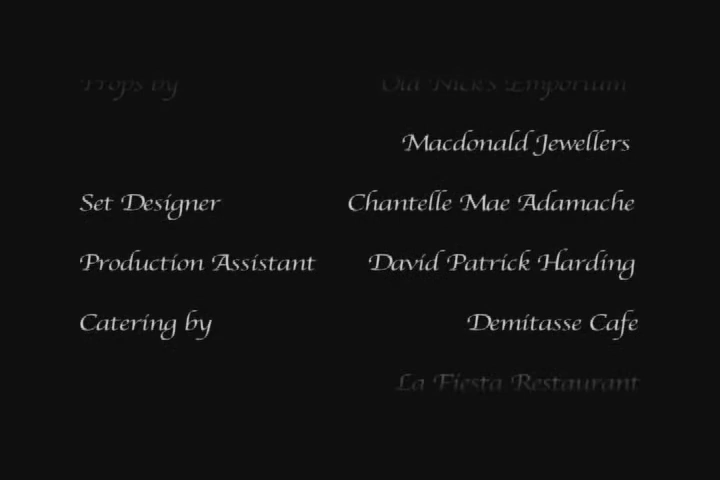 Props by Old Nick's Emporium
Macdonald Jewellers
Set Designer Chantelle Mae Adamache
Production Assistant David Patrick Harding
Catering by Demitasse Cafe
La Fiesta Restaurant